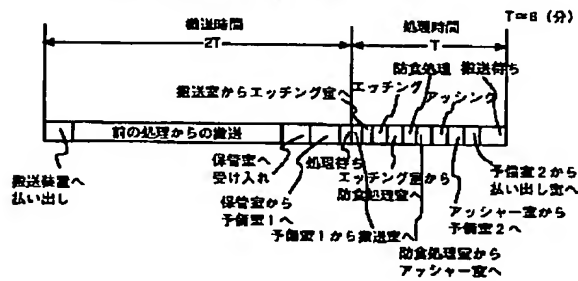 搬送時間
2T
処理時間
T
T=8 (分)
防食処理
搬送待ち
エッチング
搬送室からエッチング室へ
アッシング
前の処理からの搬送
搬送装置へ
払い出し
保管室へ
受け入れ
処理待ち
エッチング室から
防食処理室へ
予備室2から
払い出し室へ
保管室から
予備室1へ
アッシャー室から
予備室2へ
予備室1から搬送室へ
防食処理室から
アッシャー室へ